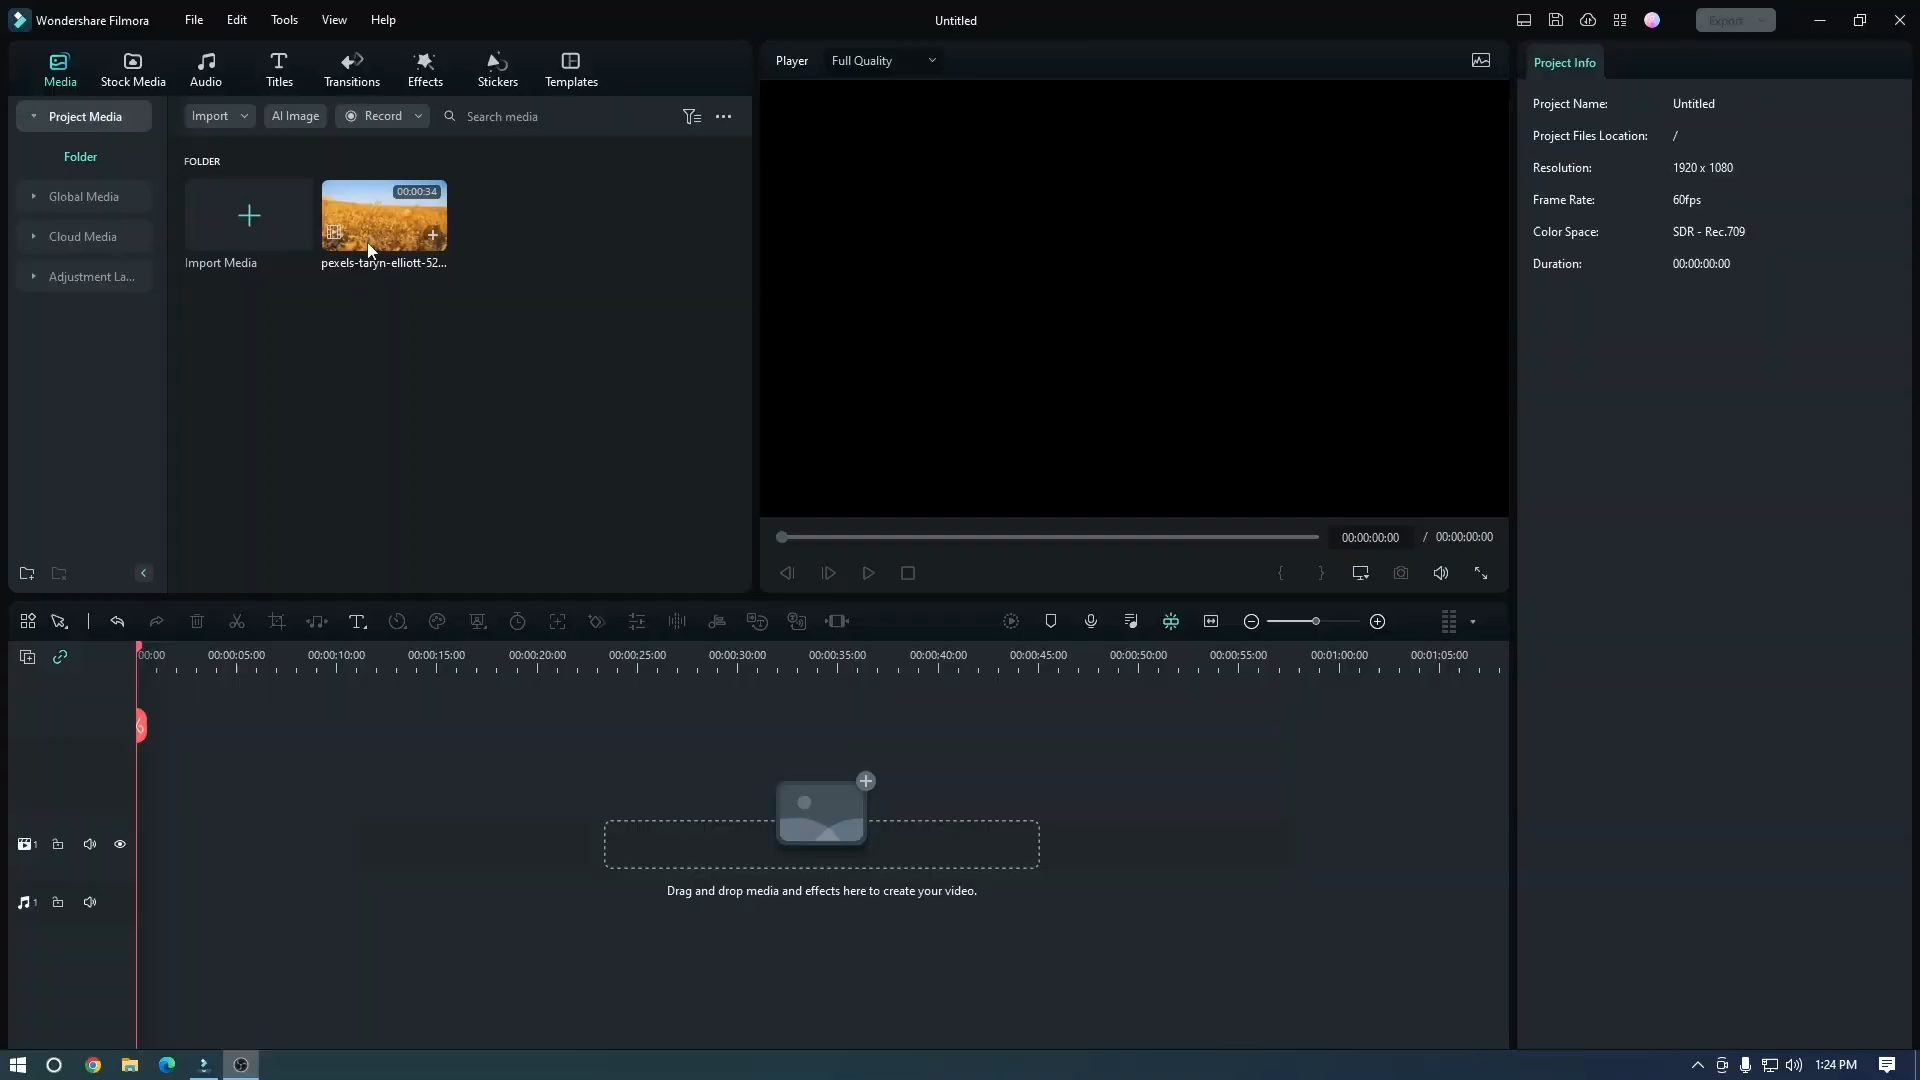 Wondershare Filmora
File
Edit
Tools
View
Help
Untitled
Export
Media
Stock Media
Audio
Titles
Transitions
Effects
Stickers
Templates
Player
Full Quality
Project Info
Project Media
Folder
Global Media
Cloud Media
Adjustment La...
Import
AI Image
Record
Search media
FOLDER
00:00:34
Import Media
pexels-taryn-elliott-52...
Project Name:
Untitled
Project Files Location:
/
Resolution:
1920 x 1080
Frame Rate:
60fps
Color Space:
SDR - Rec.709
Duration:
00:00:00:00
00:00:00:00
/
00:00:00:00
00:00
00:00:05:00
00:00:10:00
00:00:15:00
00:00:20:00
00:00:25:00
00:00:30:00
00:00:35:00
00:00:40:00
00:00:45:00
00:00:50:00
00:00:55:00
00:01:00:00
00:01:05:00
1
Drag and drop media and effects here to create your video.
1
1:24 PM